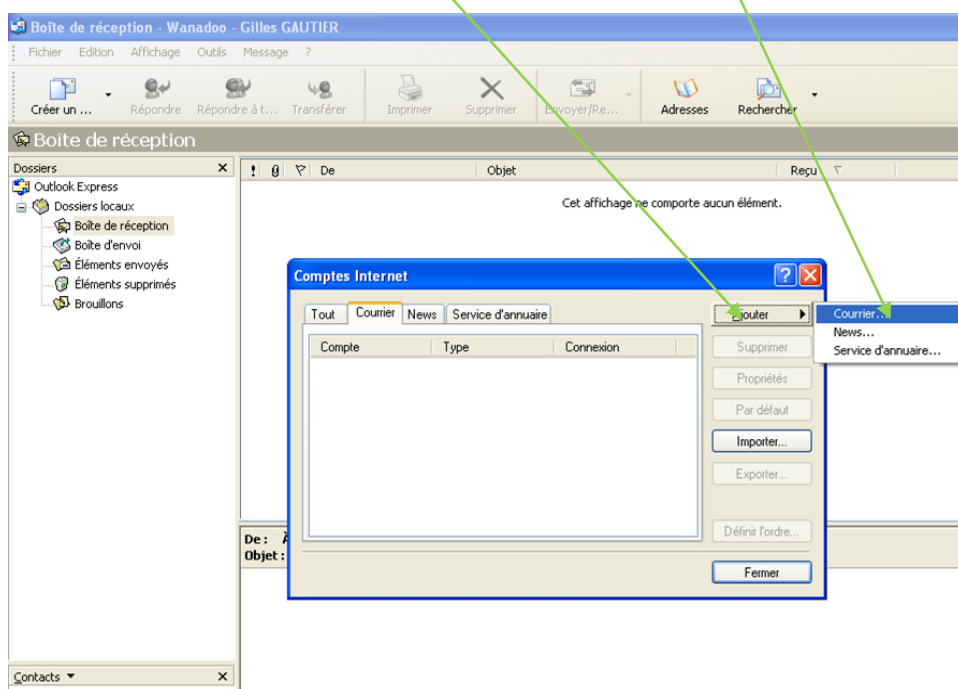 Boîte de réception - Wanadoo - Gilles GAUTIER
Fichier Edition Affichage Outils Message ?
Créer un ... Répondre Répondre à t... Transférer Imprimer Supprimer Envoyer/Re... Adresses Rechercher
Boîte de réception
Dossiers x ! De Objet Reçu
Outlook Express
Cet affichage ne comporte aucun élément.
Dossiers locaux
Boîte de réception
Boîte d'envoi
Éléments envoyés
Éléments supprimés
Brouillons
Comptes Internet ? X
Tout Courrier News Service d'annuaire
Ajouter
Courrier...
News...
Service d'annuaire...
Compte Type Connexion
Supprimer
Propriétés
Par défaut
Importer...
Exporter...
Définir l'ordre...
Fermer
De : À
Objet :
Contacts x